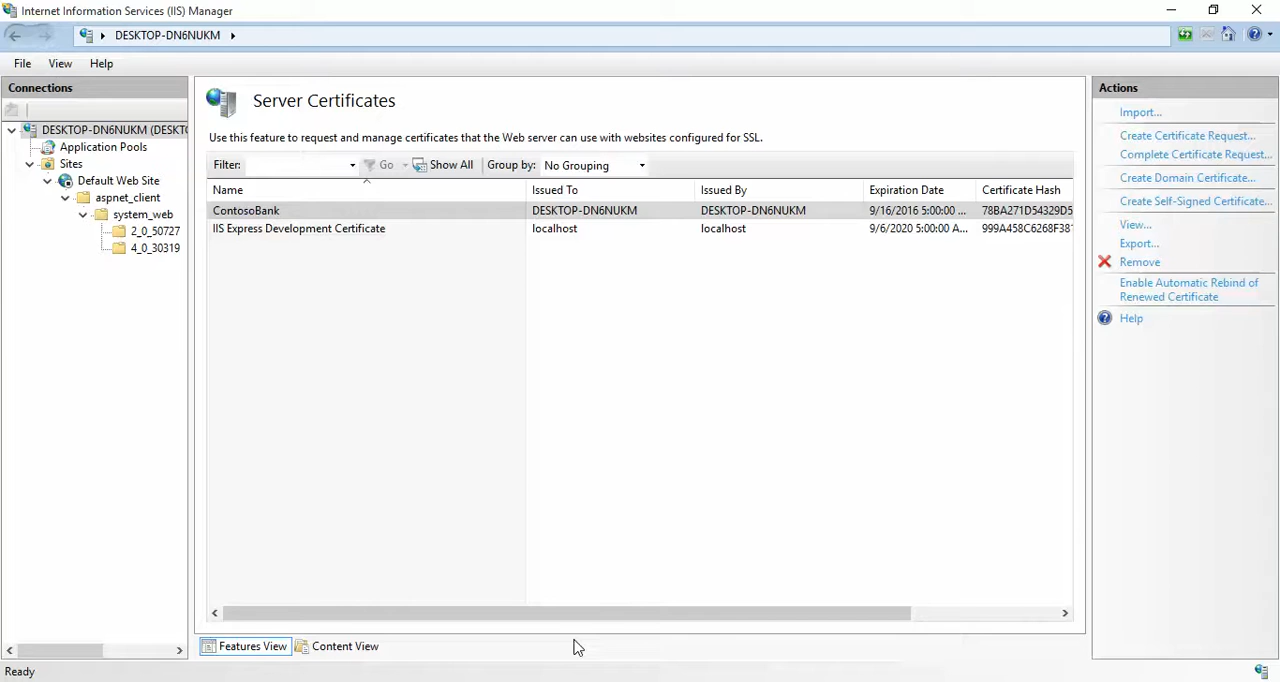 Internet Information Services (IIS) Manager
DESKTOP-DN6NUKM
File View Help
Connections
DESKTOP-DN6NUKM (DESKTO
Application Pools
Sites
Default Web Site
aspnet_client
system_web
2_0_50727
4_0_30319
Server Certificates
Use this feature to request and manage certificates that the Web server can use with websites configured for SSL.
Filter: Go Show All Group by: No Grouping
Name Issued To Issued By Expiration Date Certificate Hash
ContosoBank DESKTOP-DN6NUKM DESKTOP-DN6NUKM 9/16/2016 5:00:00 ... 78BA271D54329D5
IIS Express Development Certificate localhost localhost 9/6/2020 5:00:00 A... 999A458C6268F38
Features View Content View
Actions
Import...
Create Certificate Request...
Complete Certificate Request...
Create Domain Certificate...
Create Self-Signed Certificate...
View...
Export...
Remove
Enable Automatic Rebind of
Renewed Certificate
Help
Ready